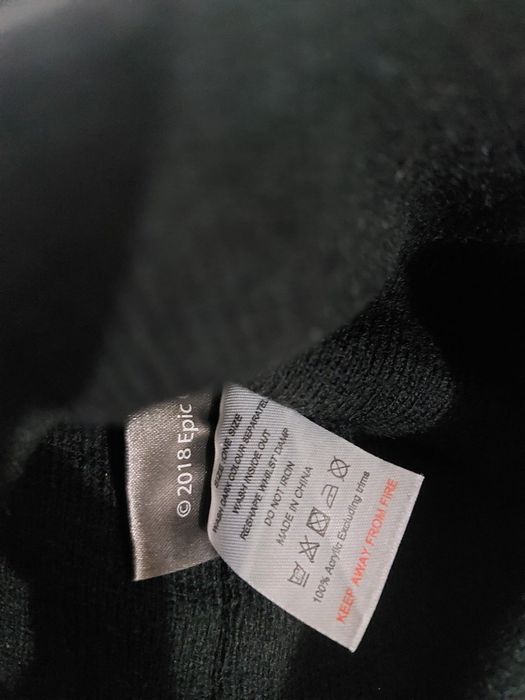 © 2018 Epic
SIZE ONE SIZE
WASH DARK COLOUR SEPARATELY
WASH INSIDE OUT
RESHAPE WHILST DAMP
DO NOT IRON
MADE IN CHINA
100% Acrylic Excluding trims
KEEP AWAY FROM FIRE